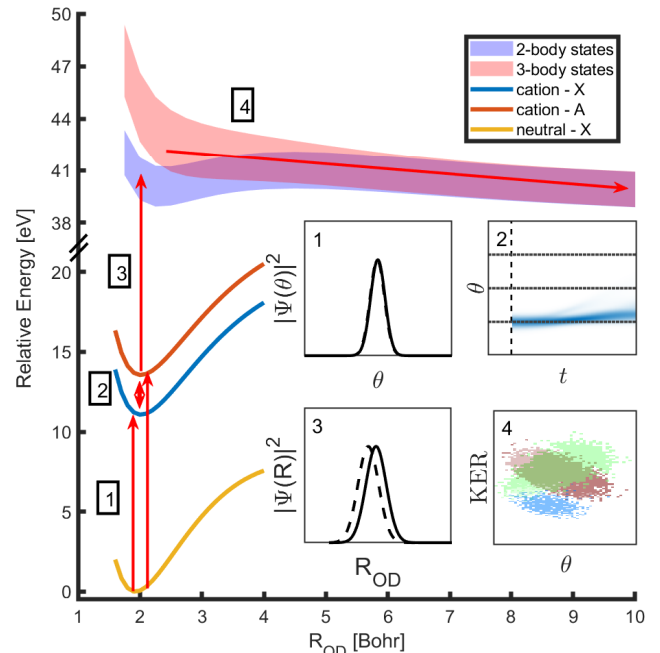 50
47
44
41
38
20
15
10
5
0
Relative Energy [eV]
1
2
3
4
5
6
7
8
9
10
R_OD [Bohr]
2-body states
3-body states
cation - X
cation - A
neutral - X
4
3
2
1
1
|Ψ(θ)|²
θ
2
θ
t
3
|Ψ(R)|²
R_OD
4
KER
θ